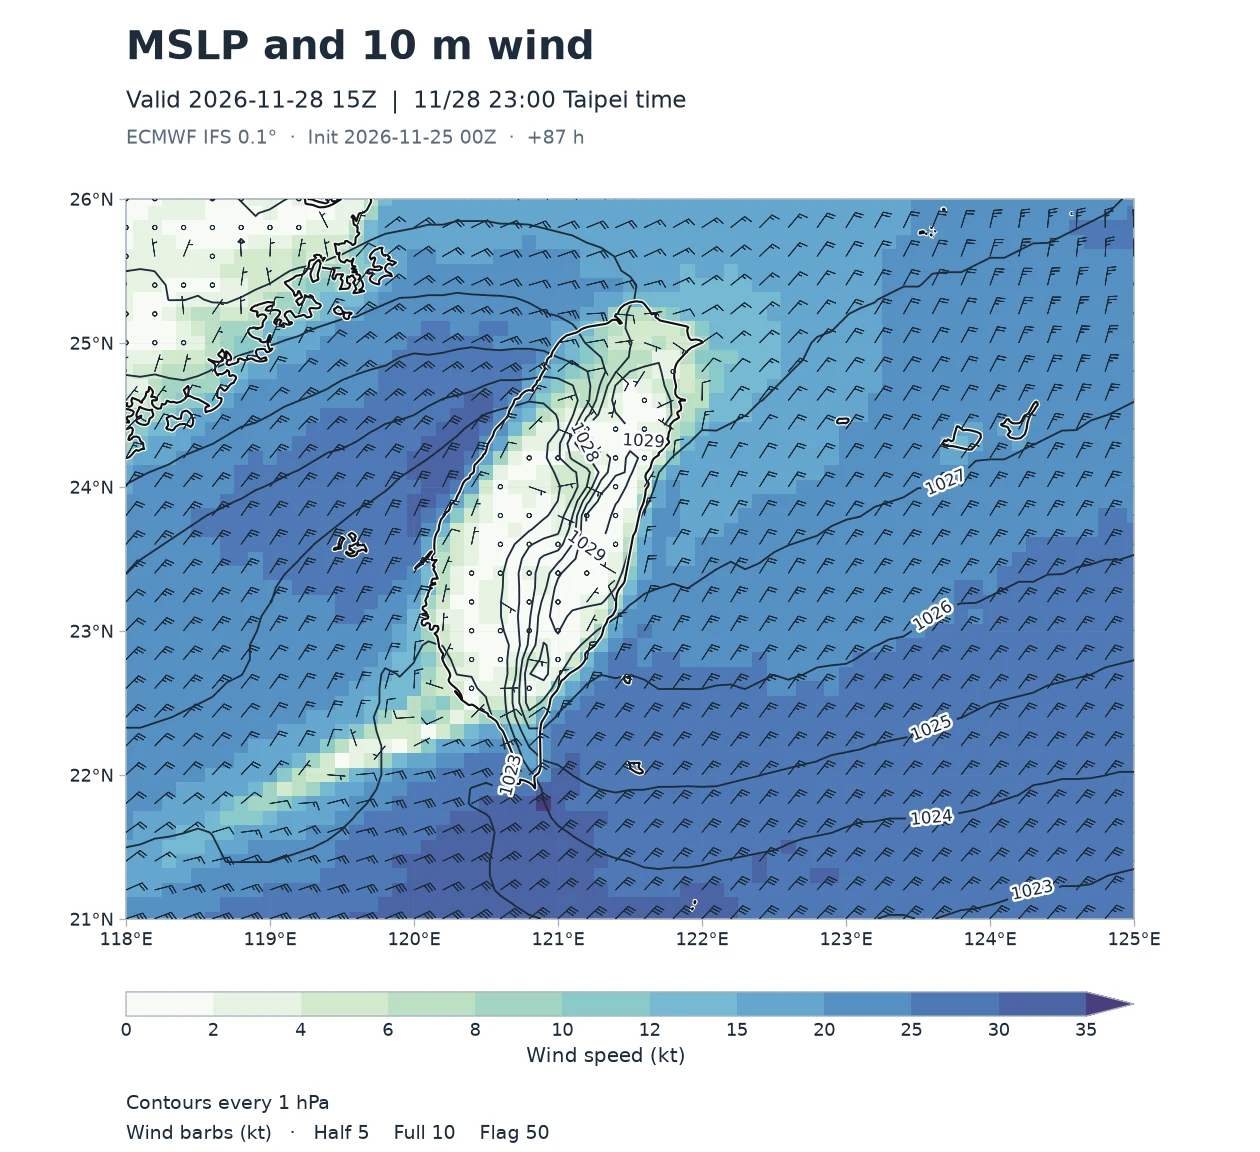 MSLP and 10 m wind
Valid 2026-11-28 15Z | 11/28 23:00 Taipei time
ECMWF IFS 0.1° · Init 2026-11-25 00Z · +87 h
26°N
25°N
1028
1029
24°N
1027
1029
1026
23°N
1025
22°N
1023
1024
1023
21°N
118°E 119°E 120°E 121°E 122°E 123°E 124°E 125°E
0 2 4 6 8 10 12 15 20 25 30 35
Wind speed (kt)
Contours every 1 hPa
Wind barbs (kt) · Half 5 Full 10 Flag 50